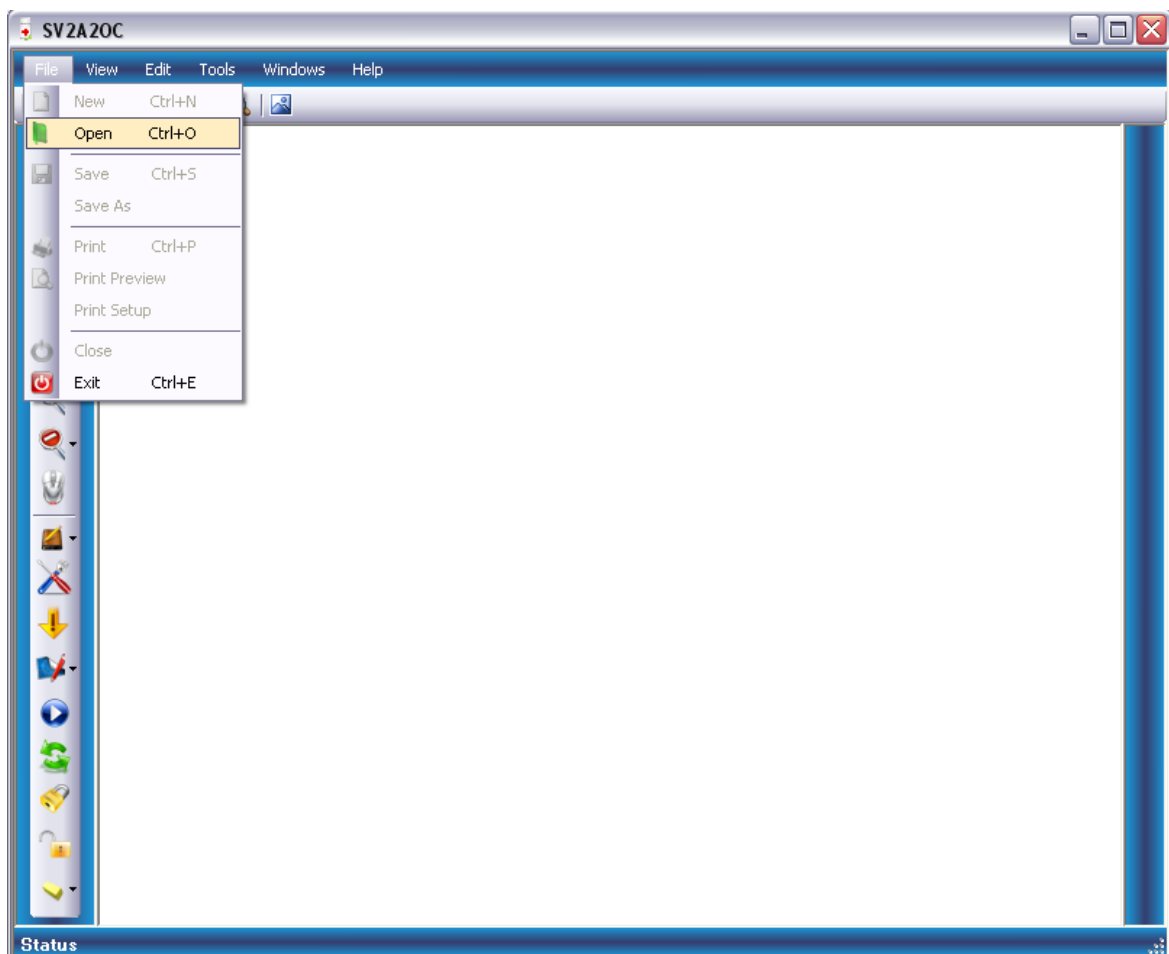 SV2A2OC
File View Edit Tools Windows Help
New Ctrl+N
Open Ctrl+O
Save Ctrl+S
Save As
Print Ctrl+P
Print Preview
Print Setup
Close
Exit Ctrl+E
Status